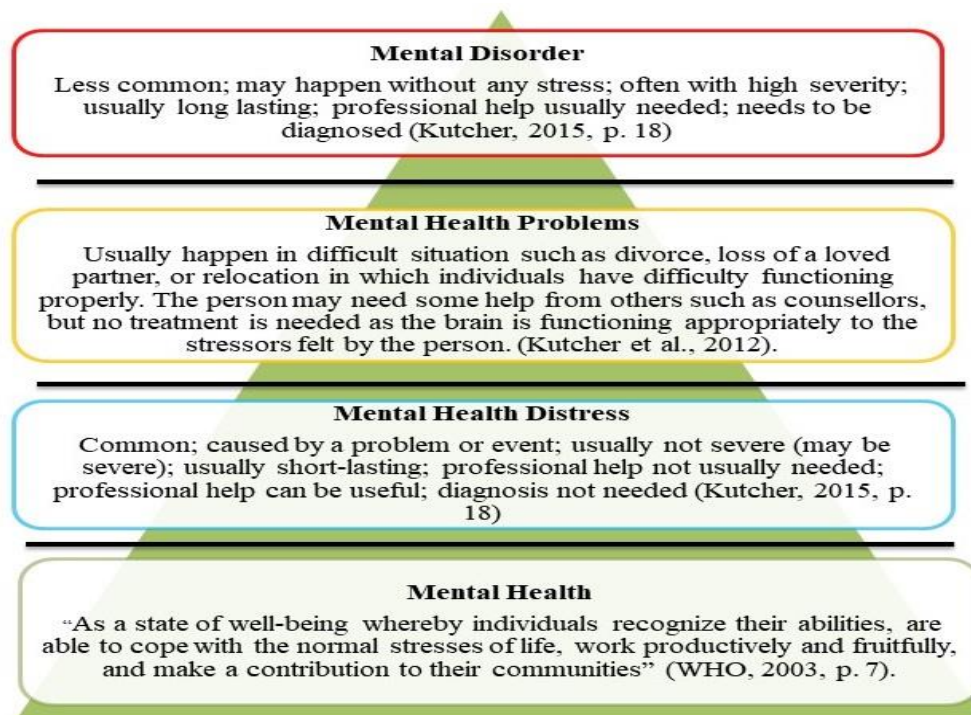 Mental Disorder
Less common; may happen without any stress; often with high severity;
usually long lasting; professional help usually needed; needs to be
diagnosed (Kutcher, 2015, p. 18)
Mental Health Problems
Usually happen in difficult situation such as divorce, loss of a loved
partner, or relocation in which individuals have difficulty functioning
properly. The person may need some help from others such as counsellors,
but no treatment is needed as the brain is functioning appropriately to the
stressors felt by the person. (Kutcher et al., 2012).
Mental Health Distress
Common; caused by a problem or event; usually not severe (may be
severe); usually short-lasting; professional help not usually needed;
professional help can be useful; diagnosis not needed (Kutcher, 2015, p.
18)
Mental Health
“As a state of well-being whereby individuals recognize their abilities, are
able to cope with the normal stresses of life, work productively and fruitfully,
and make a contribution to their communities” (WHO, 2003, p. 7).